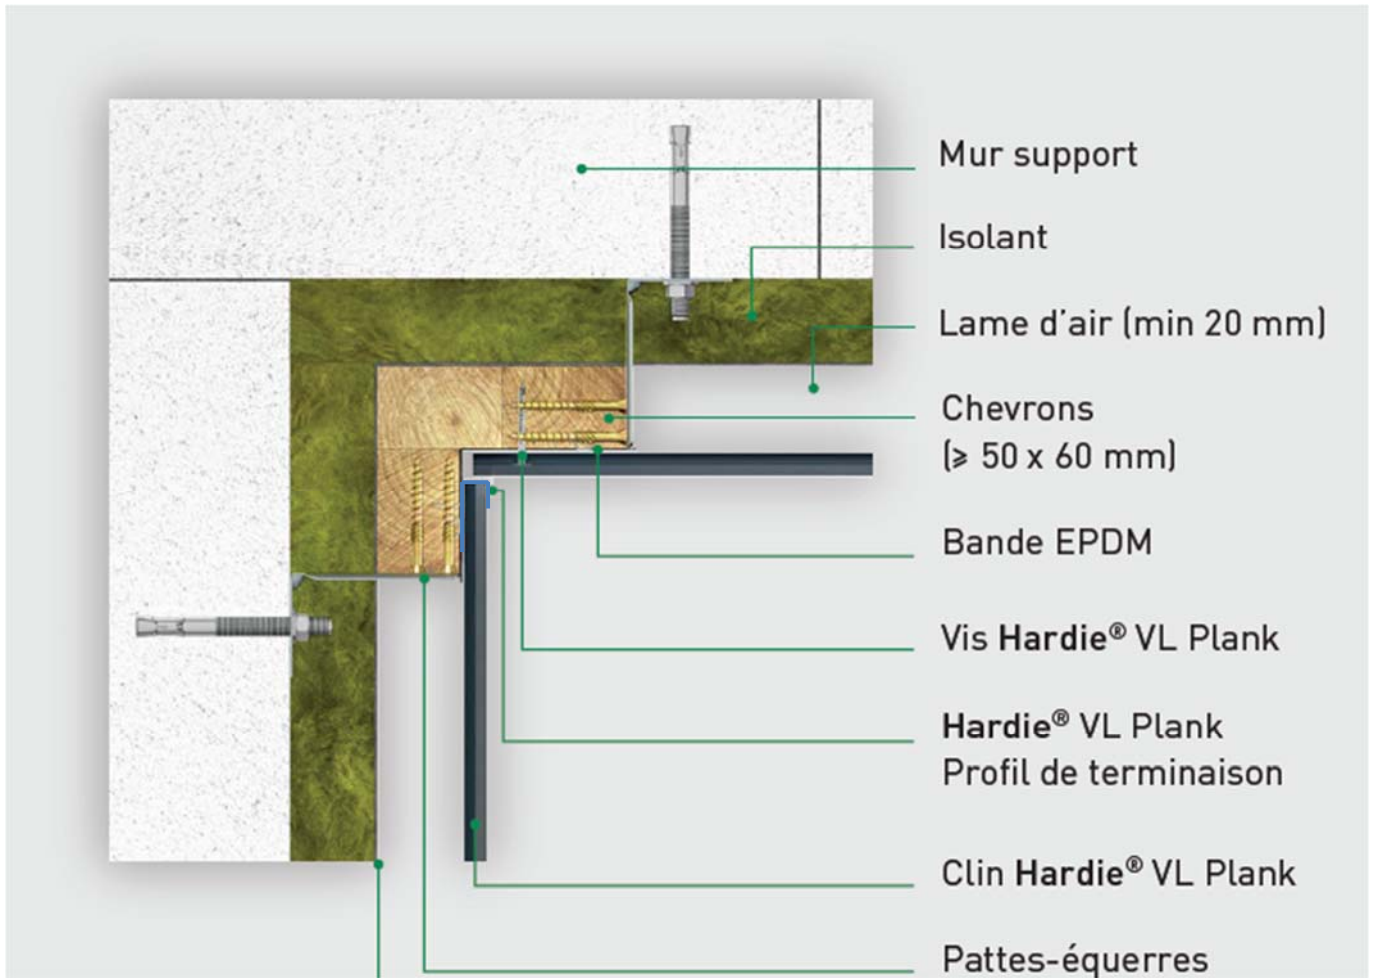 Mur support
Isolant
Lame d'air (min 20 mm)
Chevrons
(⩾ 50 x 60 mm)
Bande EPDM
Vis Hardie® VL Plank
Hardie® VL Plank
Profil de terminaison
Clin Hardie® VL Plank
Pattes-équerres